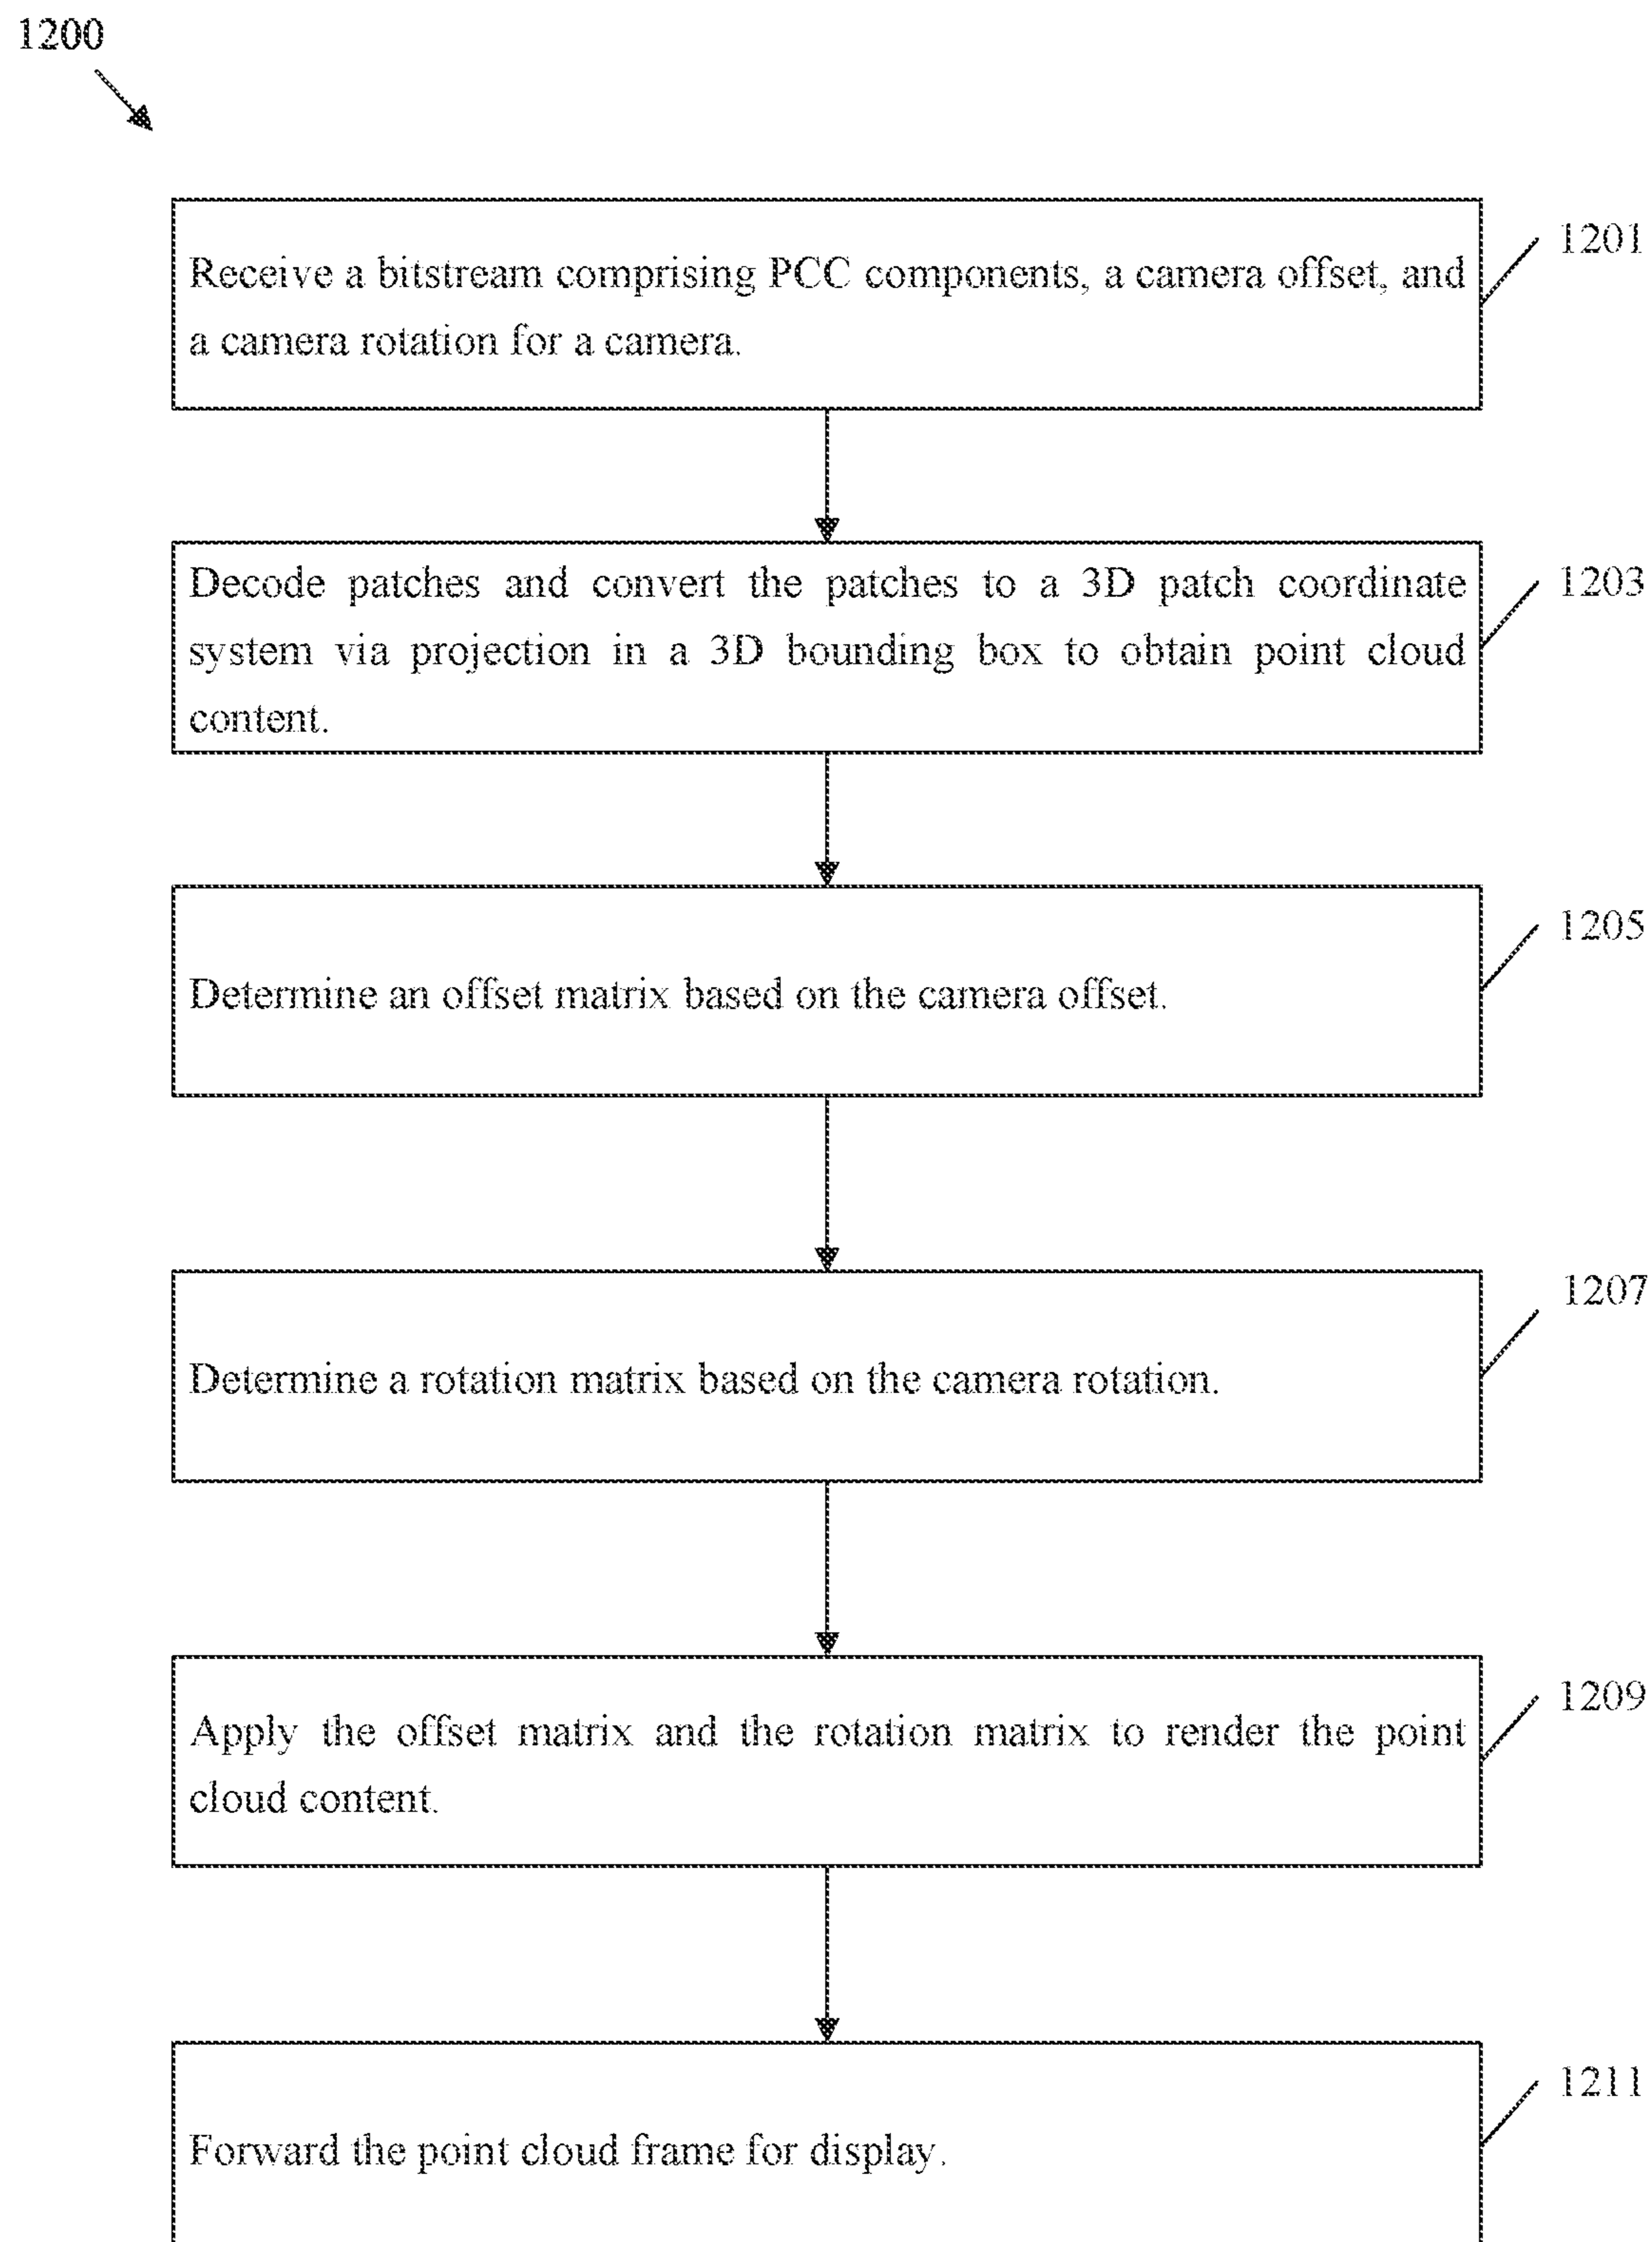 1200
Receive a bitstream comprising PCC components, a camera offset, and
a camera rotation for a camera.
1201
Decode patches and convert the patches to a 3D patch coordinate
system via projection in a 3D bounding box to obtain point cloud
content.
1203
Determine an offset matrix based on the camera offset.
1205
Determine a rotation matrix based on the camera rotation.
1207
Apply the offset matrix and the rotation matrix to render the point
cloud content.
1209
Forward the point cloud frame for display.
1211